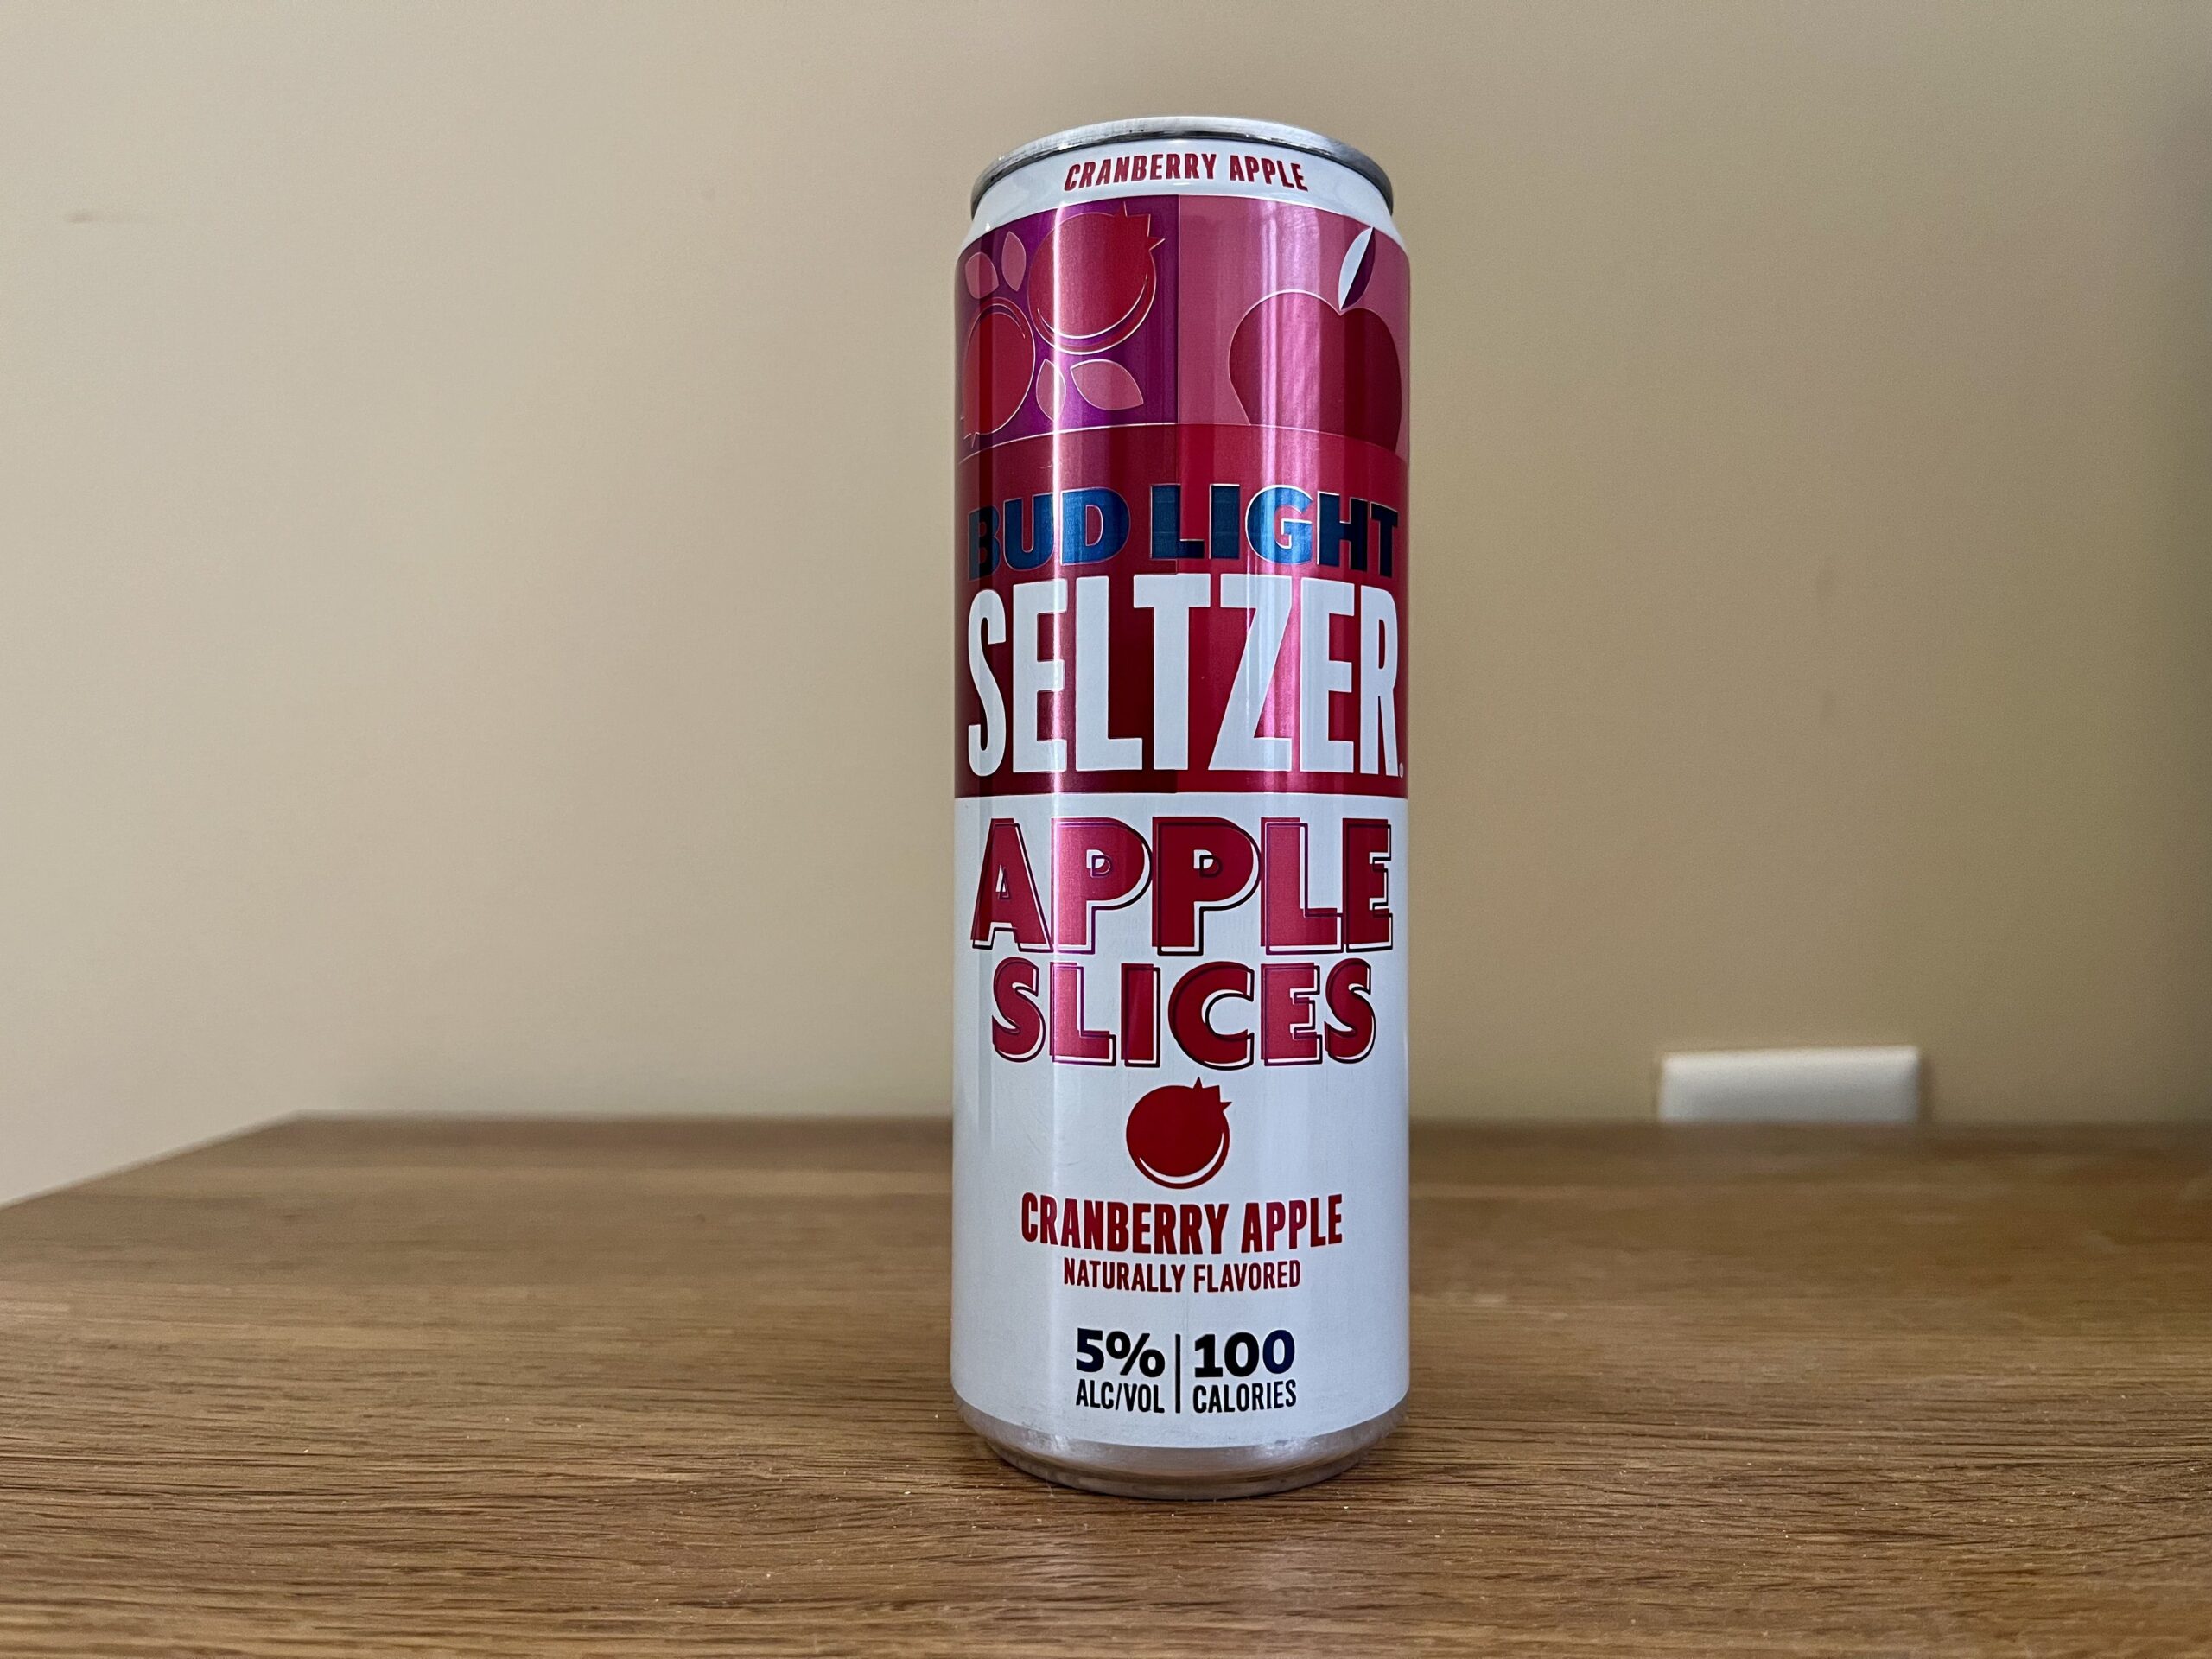 CRANBERRY APPLE
BUD LIGHT
SELTZER.
APPLE
SLICES
CRANBERRY APPLE
NATURALLY FLAVORED
5% | 100
ALC/VOL | CALORIES